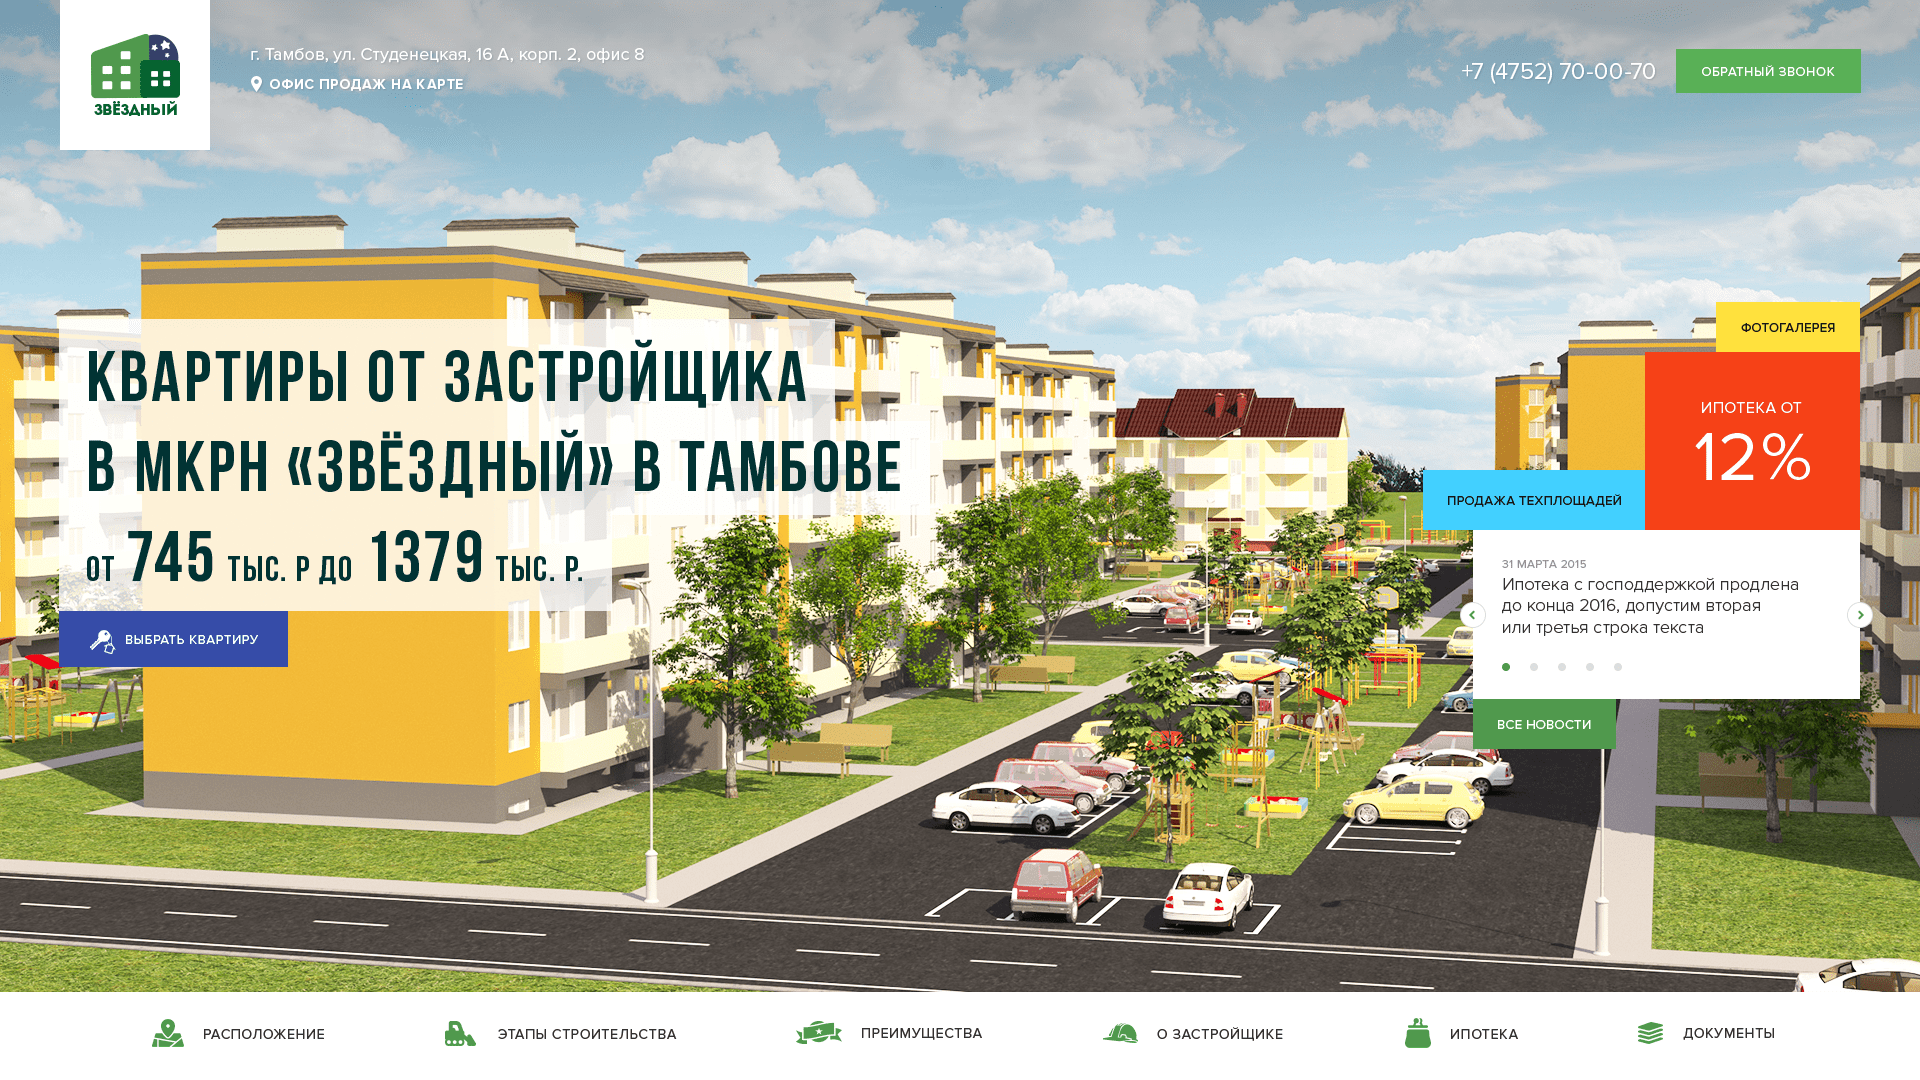 ЗВЁЗДНЫЙ
г. Тамбов, ул. Студенецкая, 16 А, корп. 2, офис 8
ОФИС ПРОДАЖ НА КАРТЕ
+7 (4752) 70-00-70
ОБРАТНЫЙ ЗВОНОК
КВАРТИРЫ ОТ ЗАСТРОЙЩИКА
В МКРН «ЗВЁЗДНЫЙ» В ТАМБОВЕ
ОТ 745 ТЫС. Р ДО 1379 ТЫС. Р.
ВЫБРАТЬ КВАРТИРУ
ФОТОГАЛЕРЕЯ
ИПОТЕКА ОТ
12%
ПРОДАЖА ТЕХПЛОЩАДЕЙ
31 МАРТА 2015
Ипотека с господдержкой продлена
до конца 2016, допустим вторая
или третья строка текста
ВСЕ НОВОСТИ
РАСПОЛОЖЕНИЕ
ЭТАПЫ СТРОИТЕЛЬСТВА
ПРЕИМУЩЕСТВА
О ЗАСТРОЙЩИКЕ
ИПОТЕКА
ДОКУМЕНТЫ